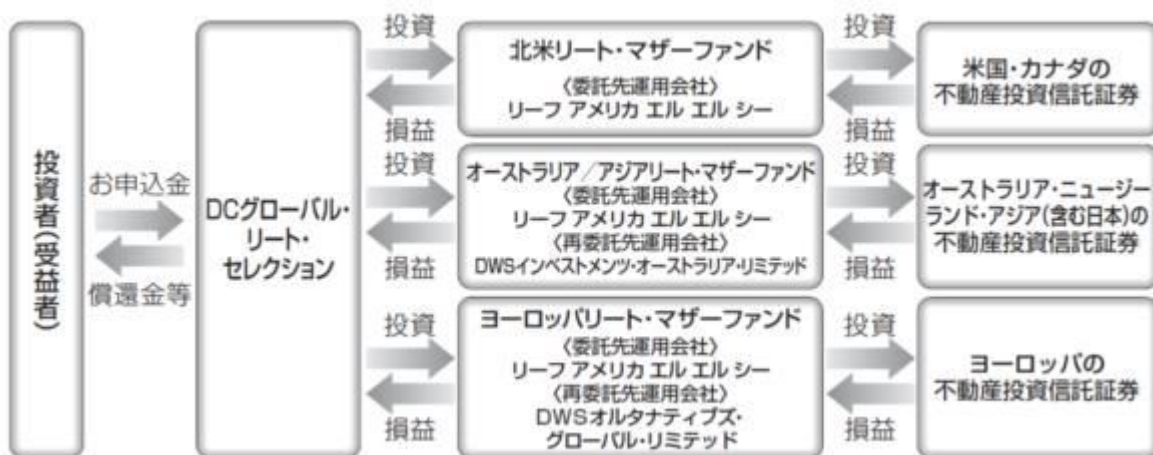 投資者(受益者)
お申込金
償還金等
DCグローバル・
リート・
セレクション
投資
損益
北米リート・マザーファンド
〈委託先運用会社〉
リーフ アメリカ エル エル シー
投資
損益
米国・カナダの
不動産投資信託証券
投資
損益
オーストラリア/アジアリート・マザーファンド
〈委託先運用会社〉
リーフ アメリカ エル エル シー
〈再委託先運用会社〉
DWSインベストメンツ・オーストラリア・リミテッド
投資
損益
オーストラリア・ニュージー
ランド・アジア(含む日本)の
不動産投資信託証券
投資
損益
ヨーロッパリート・マザーファンド
〈委託先運用会社〉
リーフ アメリカ エル エル シー
〈再委託先運用会社〉
DWSオルタナティブズ・
グローバル・リミテッド
投資
損益
ヨーロッパの
不動産投資信託証券